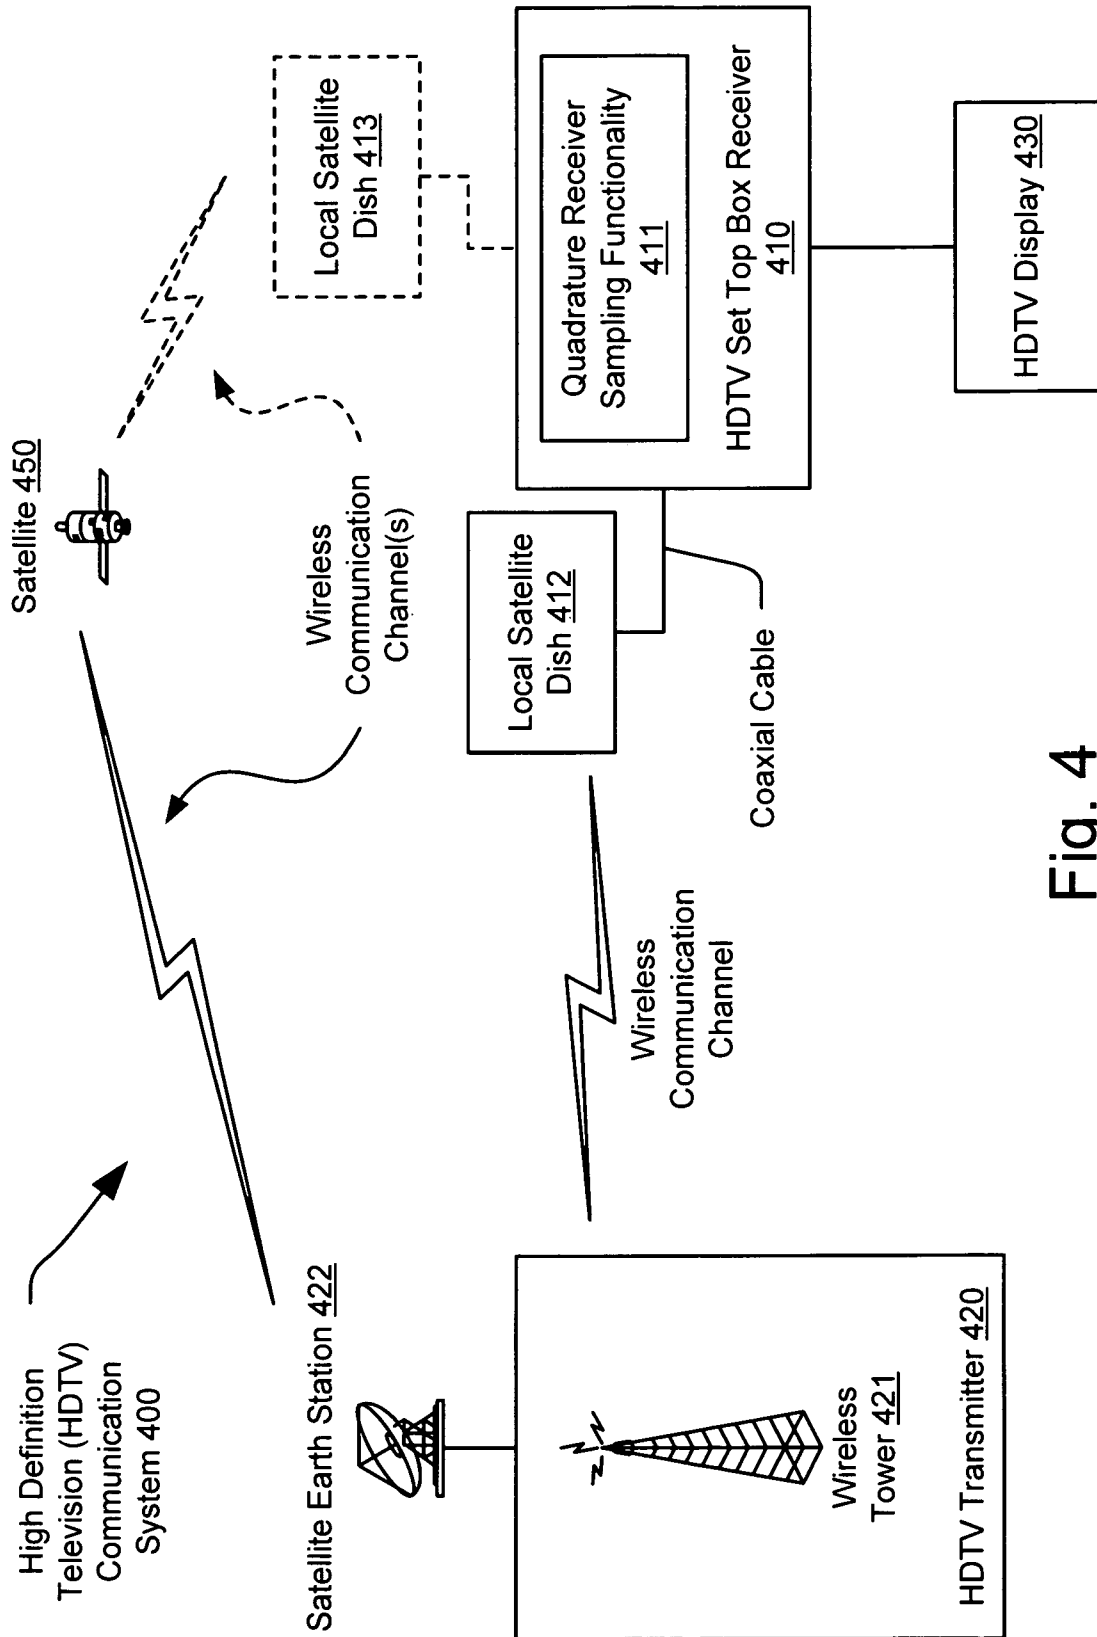 High Definition
Television (HDTV)
Communication
System 400
Satellite 450
Satellite Earth Station 422
Wireless
Communication
Channel(s)
Local Satellite
Dish 413
Wireless
Tower 421
HDTV Transmitter 420
Wireless
Communication
Channel
Local Satellite
Dish 412
Coaxial Cable
Quadrature Receiver
Sampling Functionality
411
HDTV Set Top Box Receiver
410
HDTV Display 430
Fig. 4